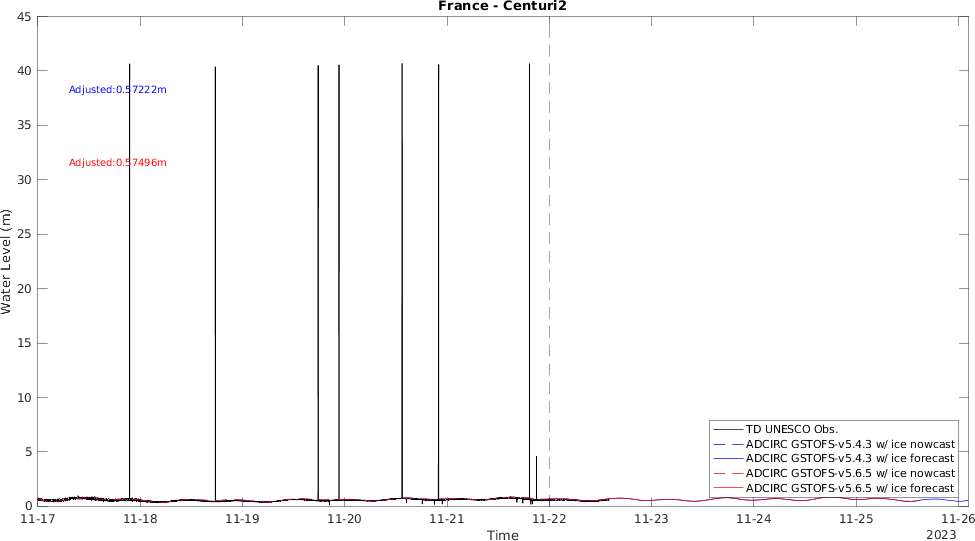 France - Centuri2
45
40
35
30
25
20
15
10
5
0
Water Level (m)
Adjusted:0.57222m
Adjusted:0.57496m
TD UNESCO Obs.
ADCIRC GSTOFS-v5.4.3 w/ ice nowcast
ADCIRC GSTOFS-v5.4.3 w/ ice forecast
ADCIRC GSTOFS-v5.6.5 w/ ice nowcast
ADCIRC GSTOFS-v5.6.5 w/ ice forecast
11-17 11-18 11-19 11-20 11-21 11-22 11-23 11-24 11-25 11-26
Time
2023